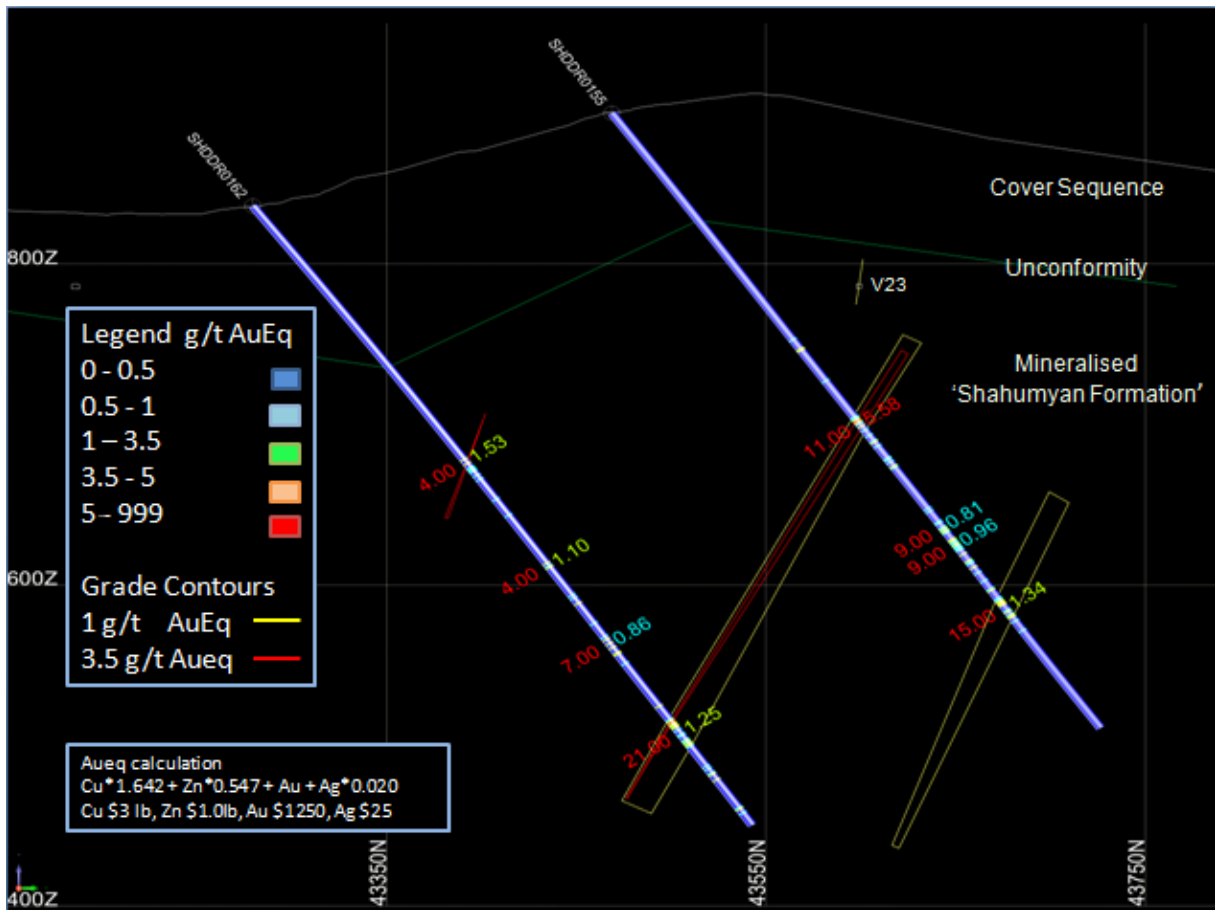 SHDDR0155
SHDDR0162
Cover Sequence
800Z
Unconformity
V23
Legend g/t AuEq
0 - 0.5
0.5 - 1
1 – 3.5
3.5 - 5
5 - 999
Grade Contours
1 g/t AuEq
3.5 g/t Aueq
Mineralised
‘Shahumyan Formation’
11.00 5.58
4.00 1.53
9.00 0.81
9.00 0.96
4.00 1.10
600Z
15.00 1.34
7.00 0.86
21.00 1.25
Aueq calculation
Cu*1.642 + Zn*0.547 + Au + Ag*0.020
Cu $3 lb, Zn $1.0lb, Au $1250, Ag $25
43350N
43550N
43750N
400Z